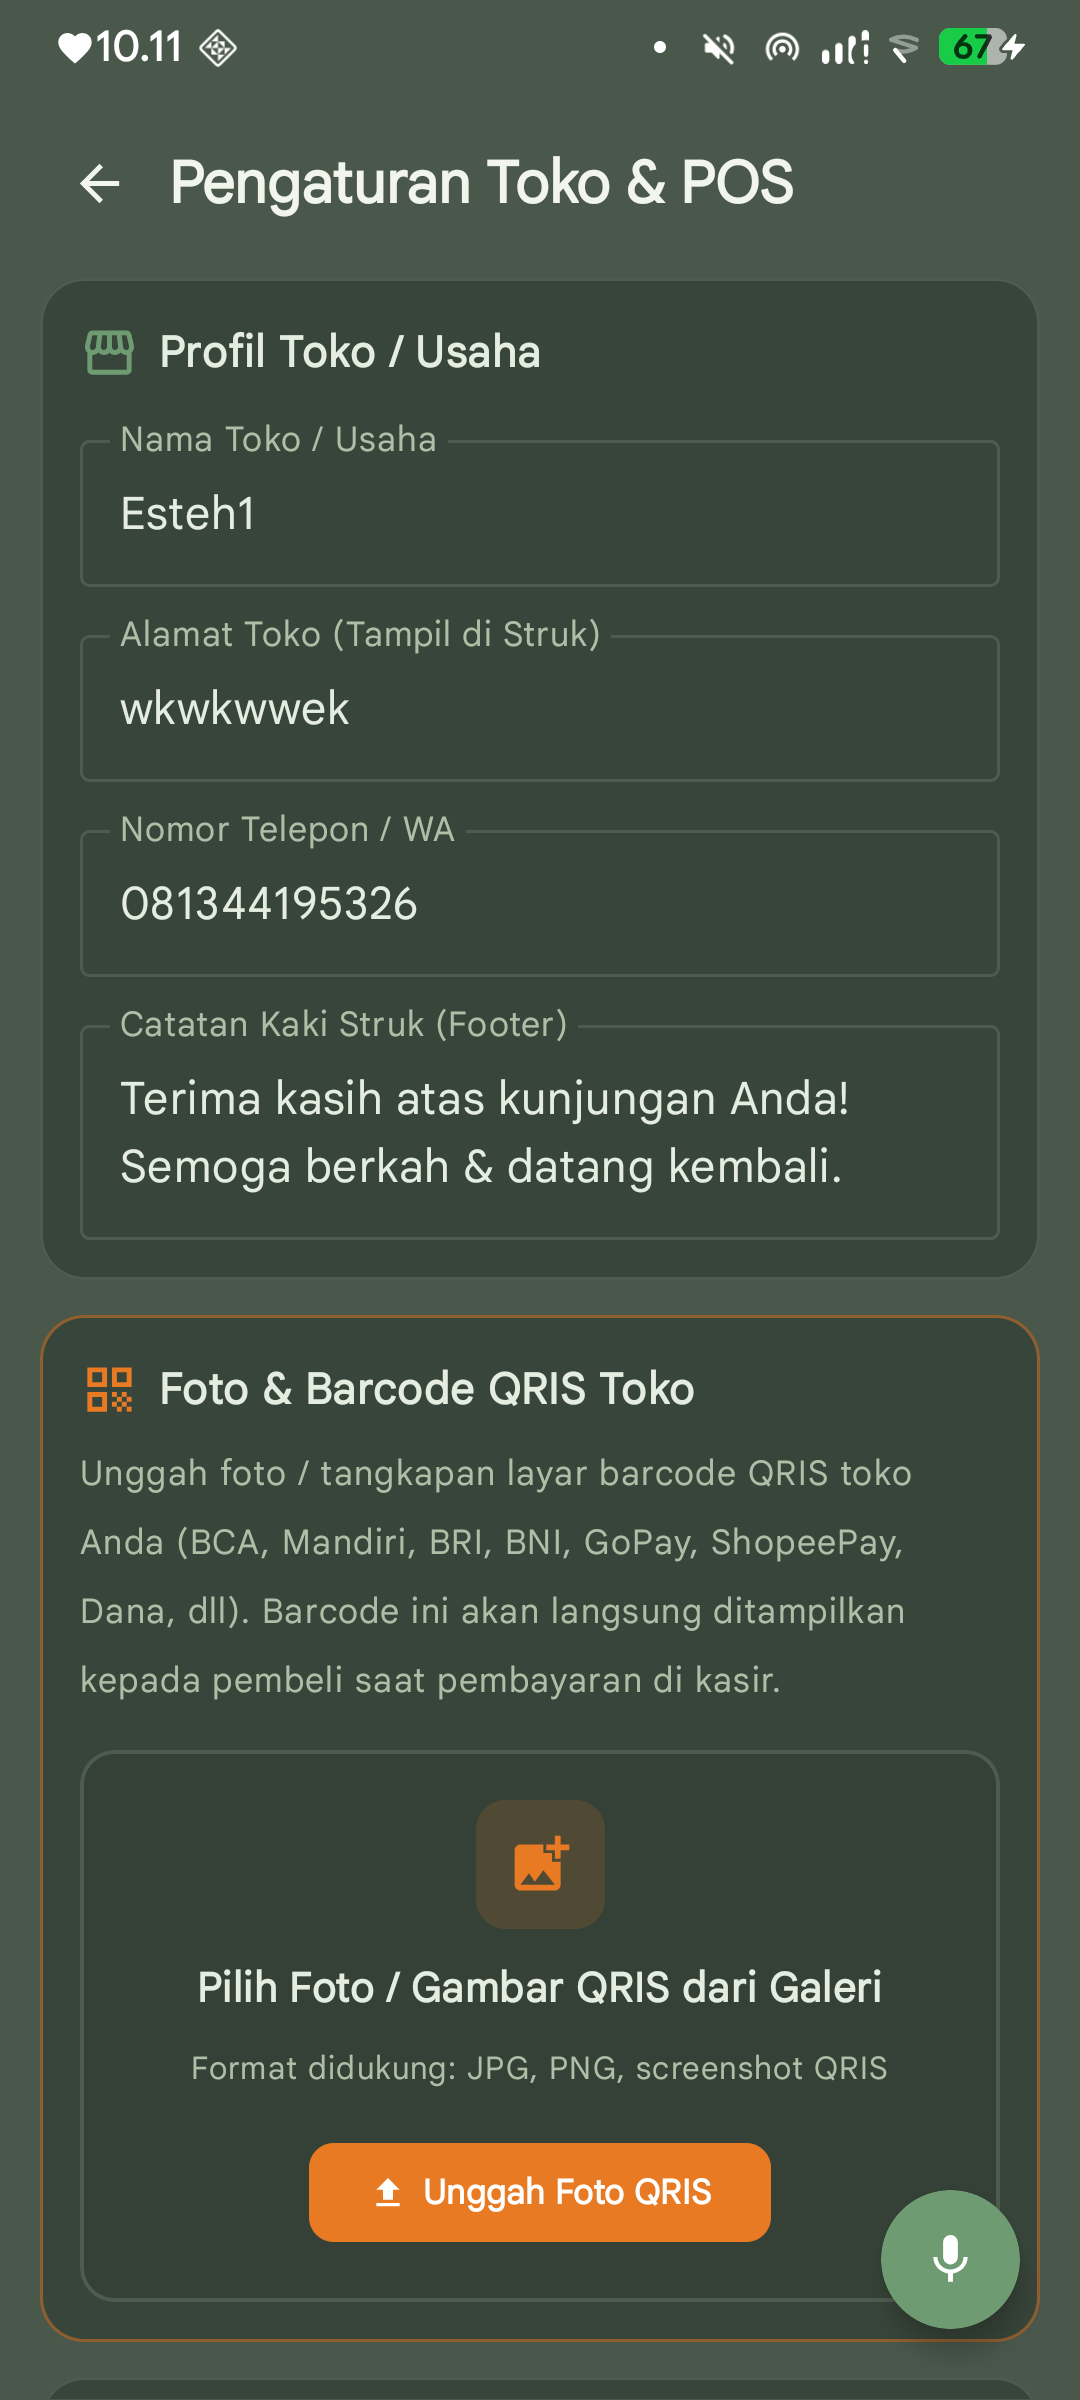 10.11
67
Pengaturan Toko & POS
Profil Toko / Usaha
Nama Toko / Usaha
Esteh1
Alamat Toko (Tampil di Struk)
wkwkwwek
Nomor Telepon / WA
081344195326
Catatan Kaki Struk (Footer)
Terima kasih atas kunjungan Anda!
Semoga berkah & datang kembali.
Foto & Barcode QRIS Toko
Unggah foto / tangkapan layar barcode QRIS toko
Anda (BCA, Mandiri, BRI, BNI, GoPay, ShopeePay,
Dana, dll). Barcode ini akan langsung ditampilkan
kepada pembeli saat pembayaran di kasir.
Pilih Foto / Gambar QRIS dari Galeri
Format didukung: JPG, PNG, screenshot QRIS
Unggah Foto QRIS